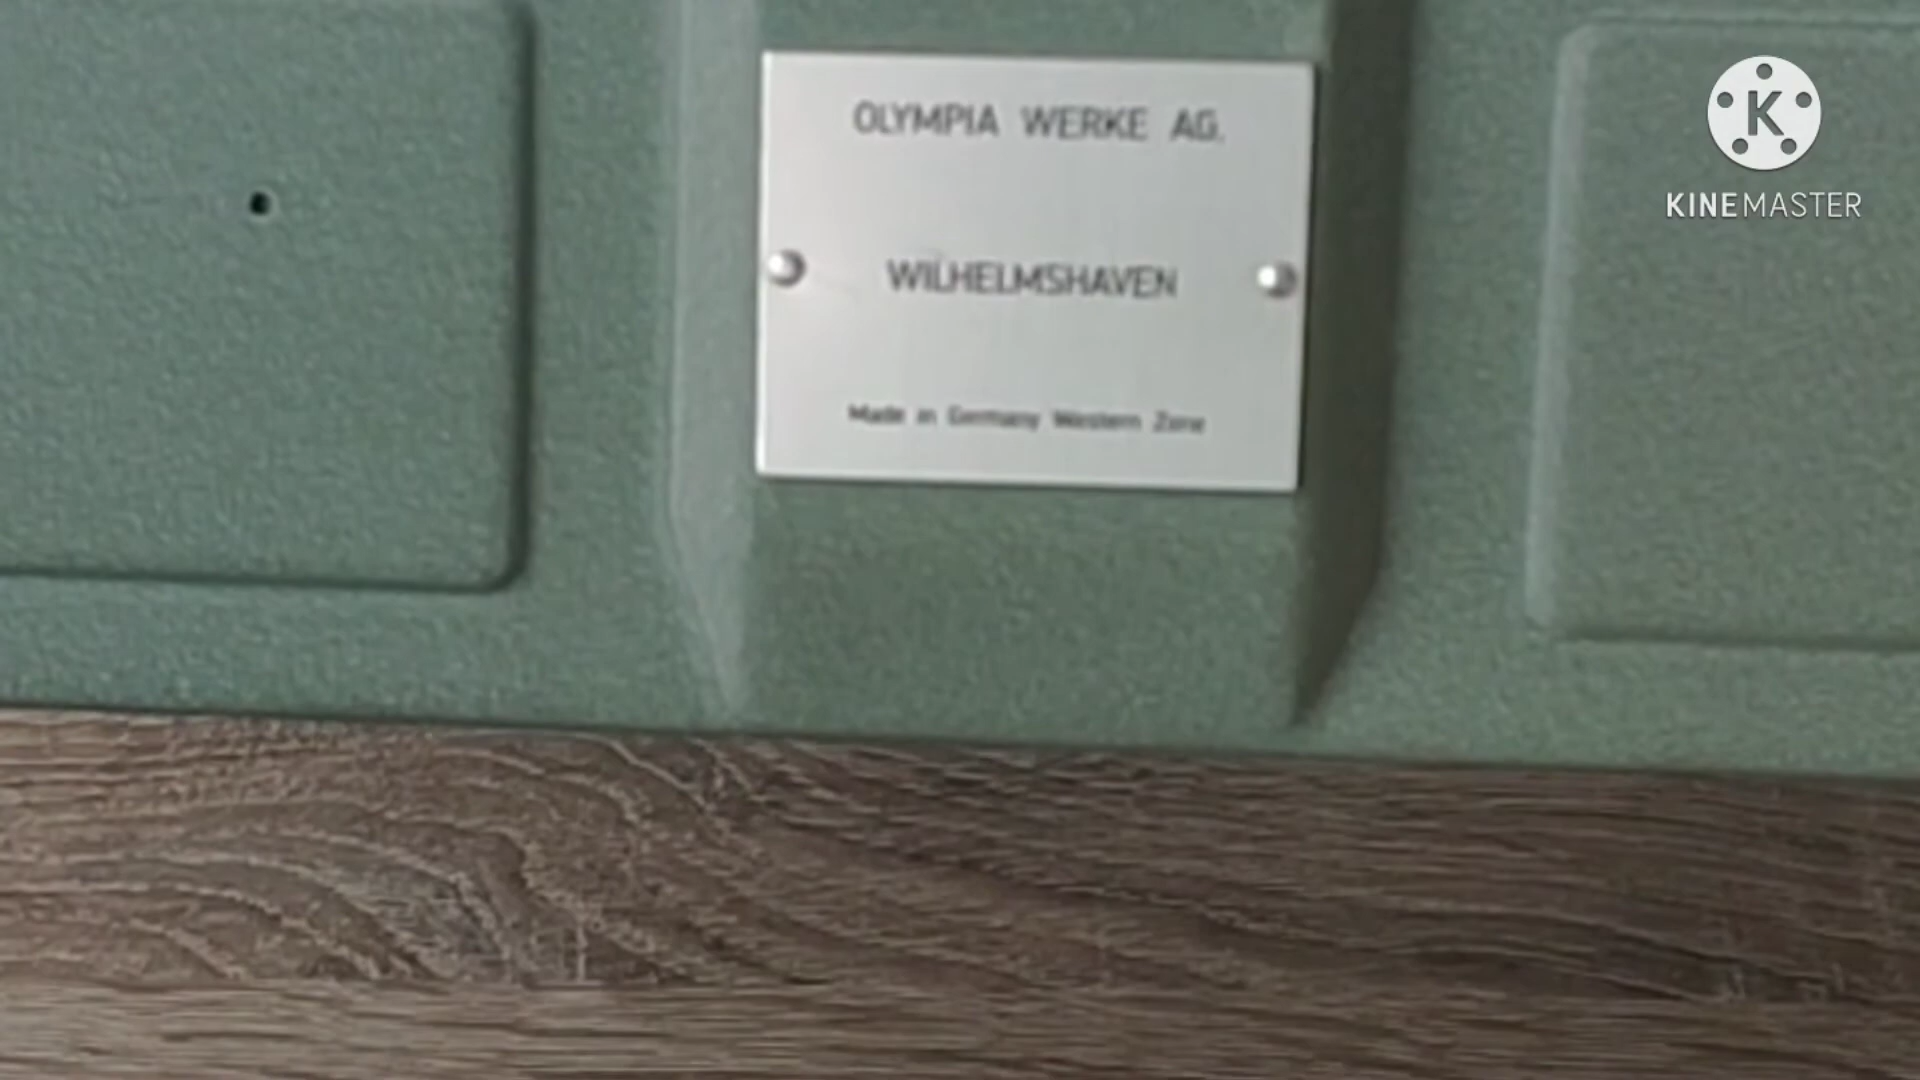 OLYMPIA WERKE AG.
WILHELMSHAVEN
Made in Germany Western Zone
K
KINEMASTER